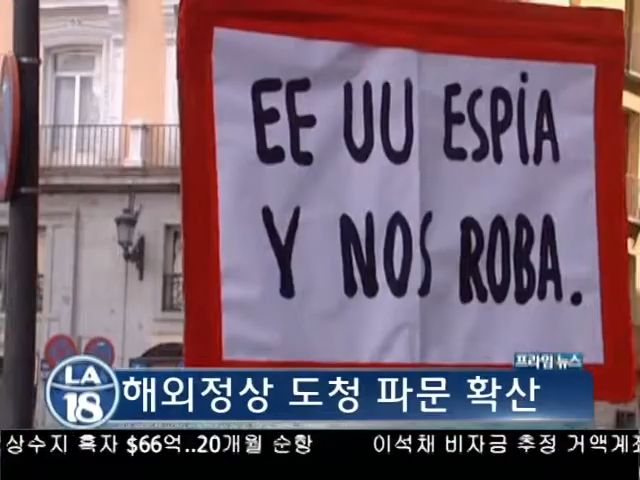 EE UU ESPÍA
Y NOS ROBA.
프라임 뉴스
LA
18
해외정상 도청 파문 확산
상수지 흑자 $66억..20개월 순항 이석채 비자금 추정 거액계좌